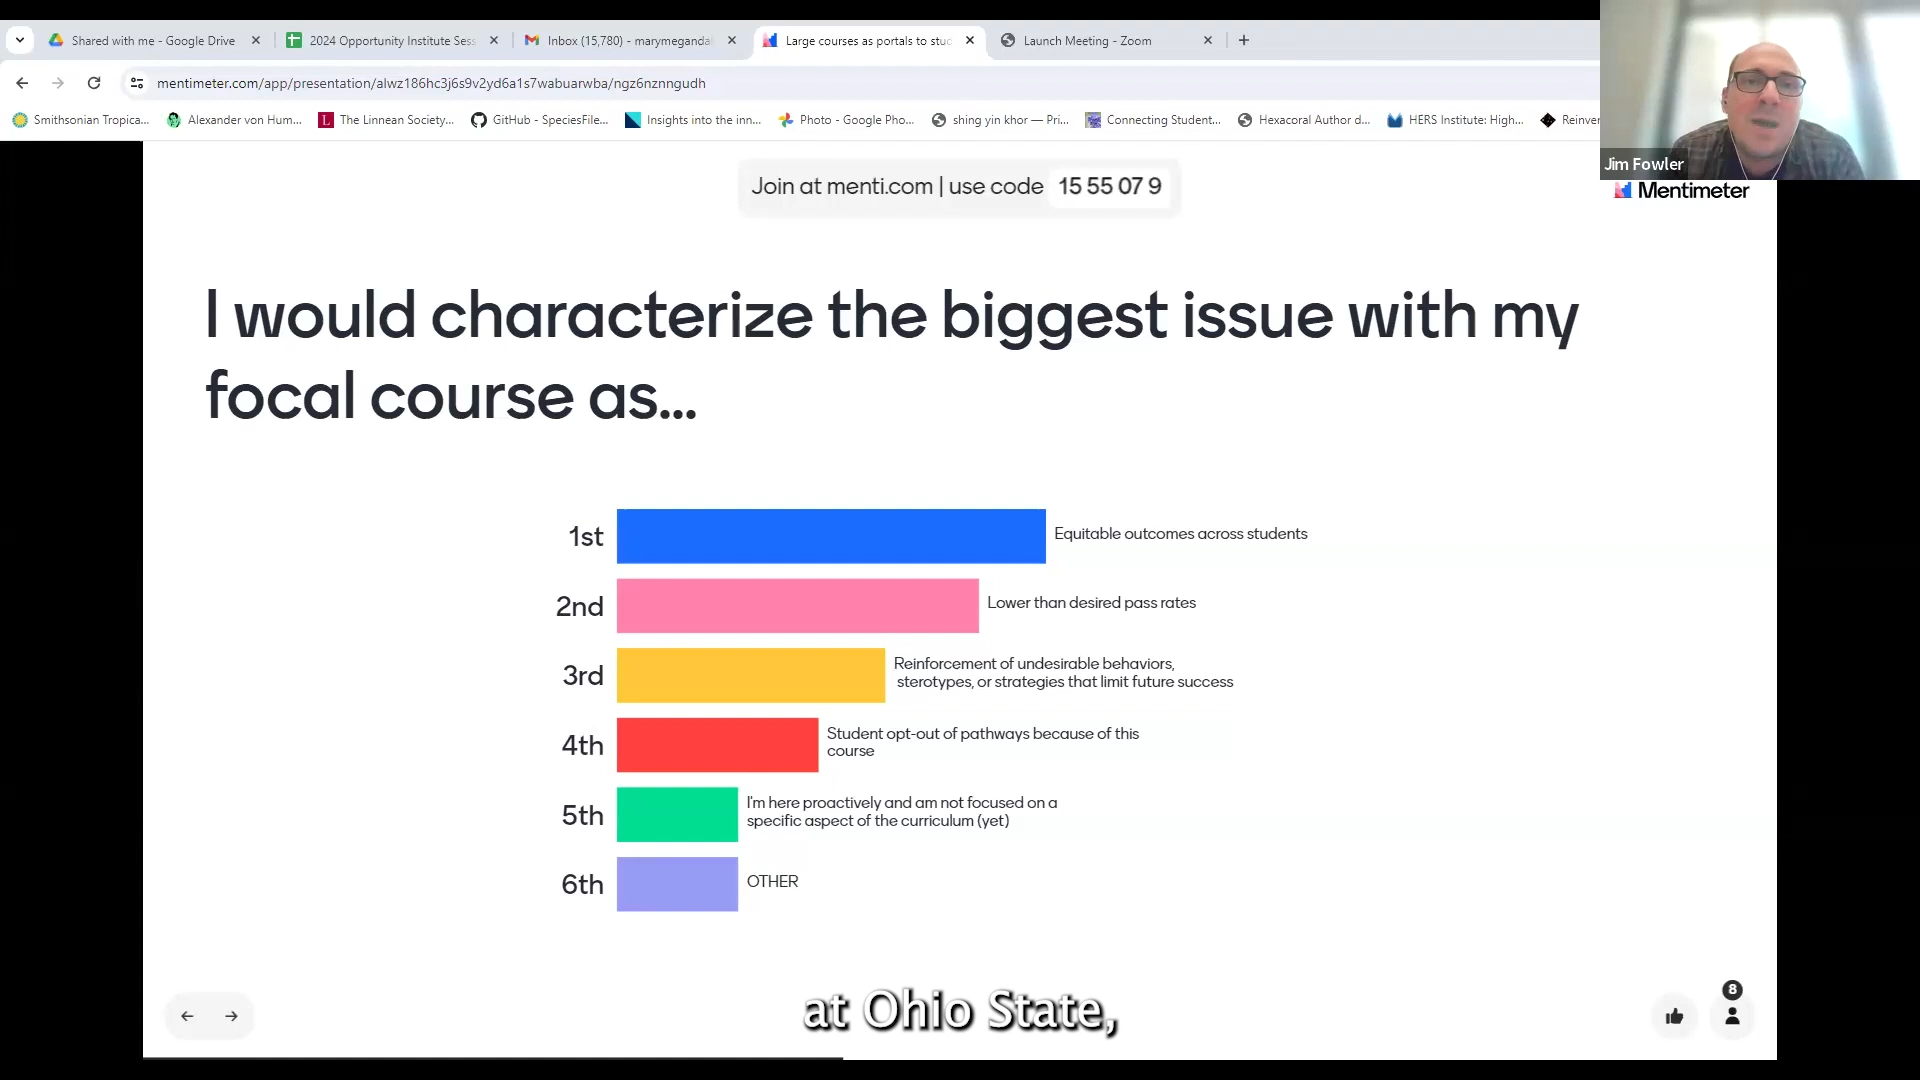 Shared with me - Google Drive
2024 Opportunity Institute Sess
Inbox (15,780) - marymeganda
Large courses as portals to stuc
Launch Meeting - Zoom
mentimeter.com/app/presentation/alwz186hc3j6s9v2yd6a1s7wabuarwba/ngz6nznngudh
Smithsonian Tropica...
Alexander von Hum...
The Linnean Society...
GitHub - SpeciesFile...
Insights into the inn...
Photo - Google Pho...
shing yin khor — Pri...
Connecting Student...
Hexacoral Author d...
HERS Institute: High...
Reinver
Jim Fowler
Mentimeter
Join at menti.com | use code 15 55 07 9
I would characterize the biggest issue with my
focal course as...
1st
Equitable outcomes across students
2nd
Lower than desired pass rates
3rd
Reinforcement of undesirable behaviors,
sterotypes, or strategies that limit future success
4th
Student opt-out of pathways because of this
course
5th
I'm here proactively and am not focused on a
specific aspect of the curriculum (yet)
6th
OTHER
8
at Ohio State,